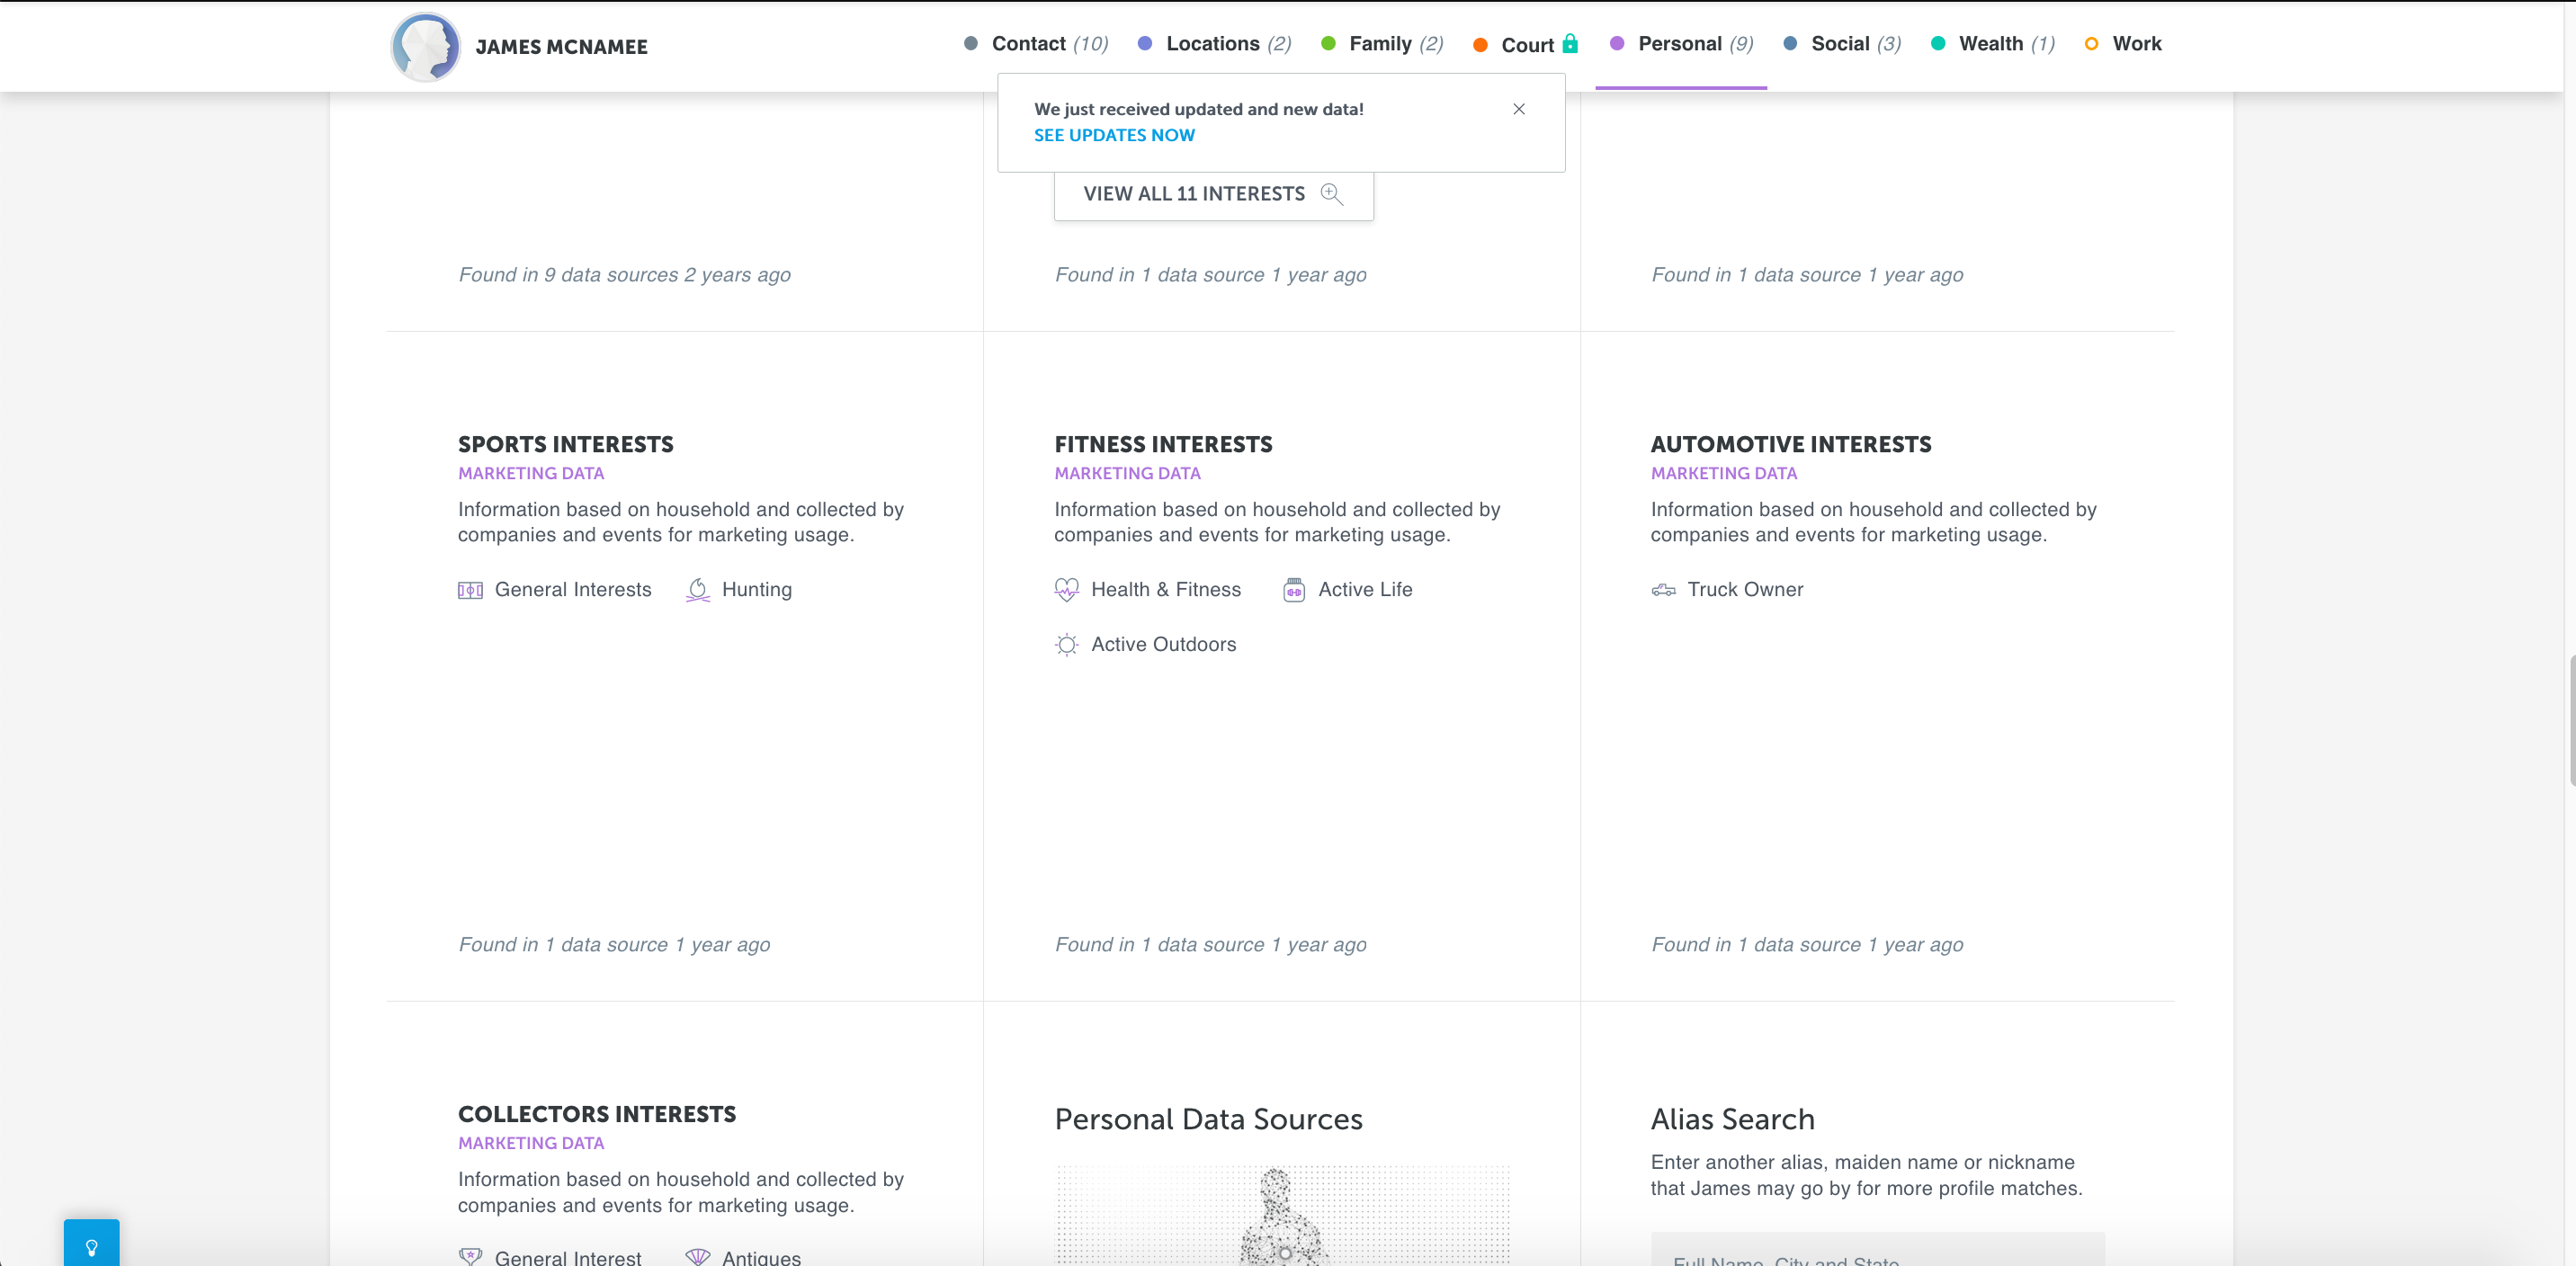 JAMES MCNAMEE
Contact (10)
Locations (2)
Family (2)
Court
Personal (9)
Social (3)
Wealth (1)
Work
We just received updated and new data!
SEE UPDATES NOW
VIEW ALL 11 INTERESTS
Found in 9 data sources 2 years ago
Found in 1 data source 1 year ago
Found in 1 data source 1 year ago
SPORTS INTERESTS
MARKETING DATA
Information based on household and collected by
companies and events for marketing usage.
General Interests
Hunting
Found in 1 data source 1 year ago
FITNESS INTERESTS
MARKETING DATA
Information based on household and collected by
companies and events for marketing usage.
Health & Fitness
Active Life
Active Outdoors
Found in 1 data source 1 year ago
AUTOMOTIVE INTERESTS
MARKETING DATA
Information based on household and collected by
companies and events for marketing usage.
Truck Owner
Found in 1 data source 1 year ago
COLLECTORS INTERESTS
MARKETING DATA
Information based on household and collected by
companies and events for marketing usage.
General Interest
Antiques
Personal Data Sources
Alias Search
Enter another alias, maiden name or nickname
that James may go by for more profile matches.
Full Name, City and State